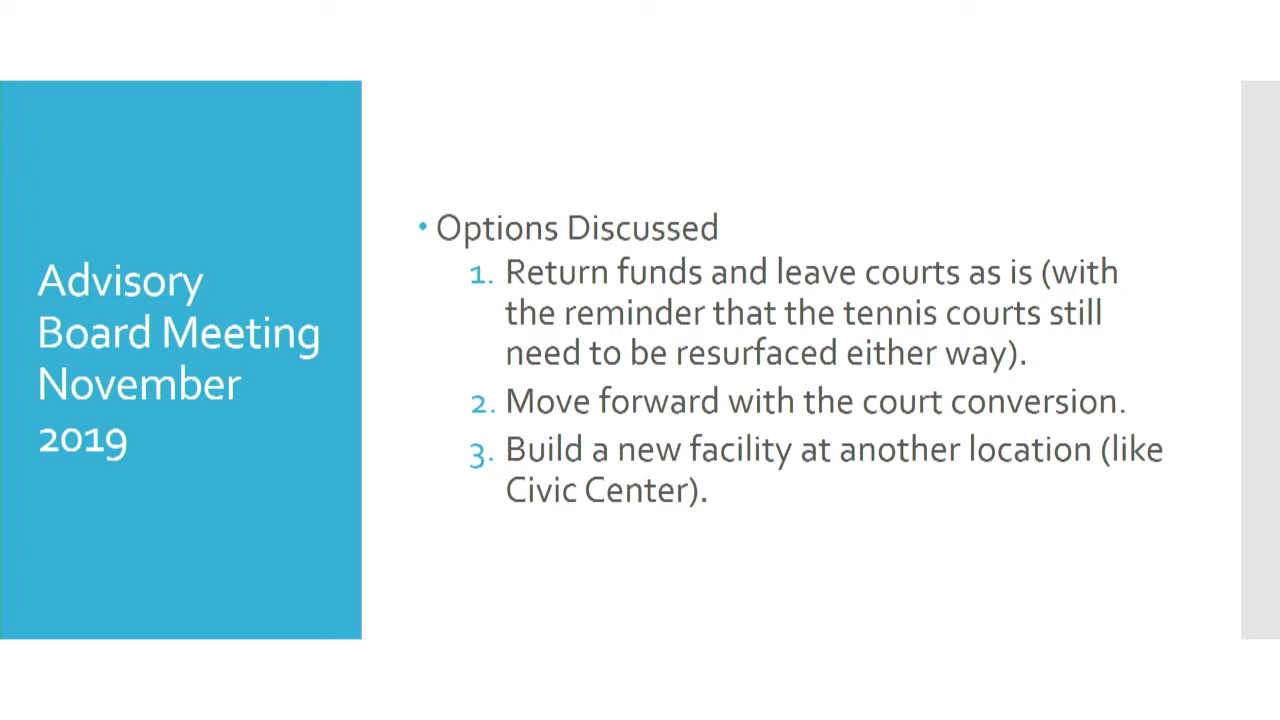 Advisory
Board Meeting
November
2019
• Options Discussed
1. Return funds and leave courts as is (with
the reminder that the tennis courts still
need to be resurfaced either way).
2. Move forward with the court conversion.
3. Build a new facility at another location (like
Civic Center).